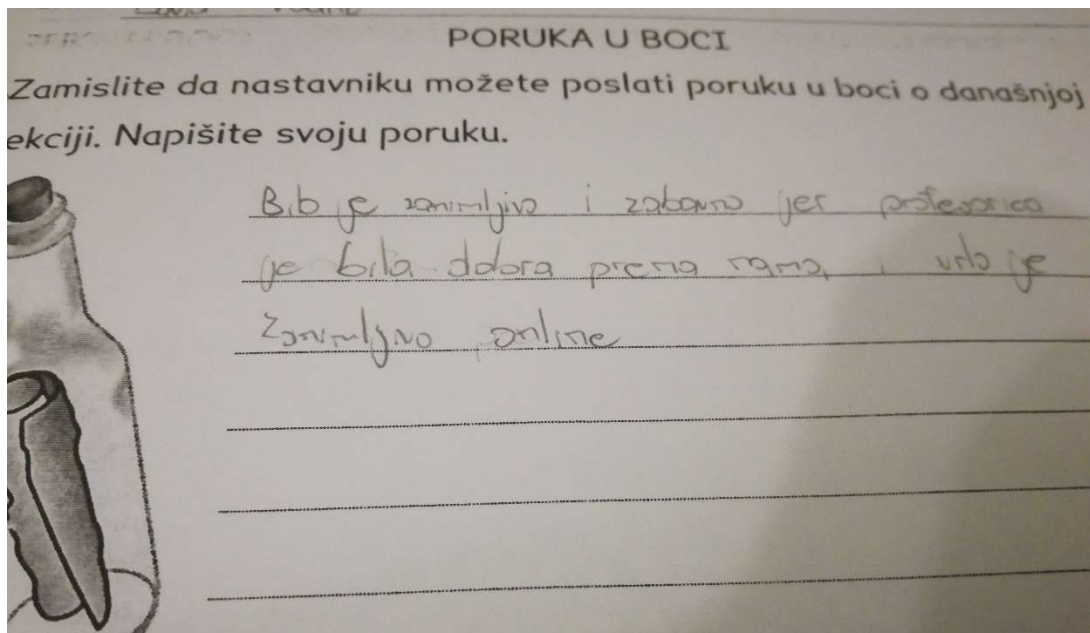 PORUKA U BOCI
Zamislite da nastavniku možete poslati poruku u boci o današnjoj
ekciji. Napišite svoju poruku.
Bilo je zanimljivo i zabavno jer profesorica
je bila dobra prema nama, i vrlo je
zanimljivo online